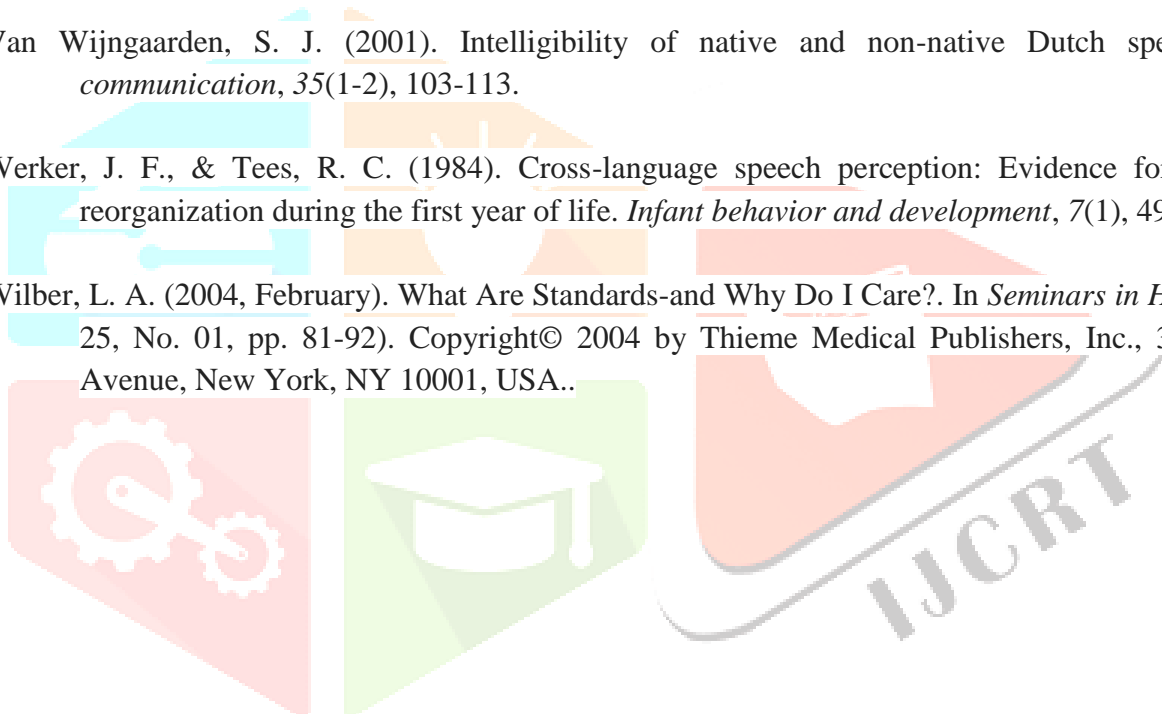 Van Wijngaarden, S. J. (2001). Intelligibility of native and non-native Dutch spe
communication, 35(1-2), 103-113.
Werker, J. F., & Tees, R. C. (1984). Cross-language speech perception: Evidence for
reorganization during the first year of life. Infant behavior and development, 7(1), 49
Wilber, L. A. (2004, February). What Are Standards-and Why Do I Care?. In Seminars in H
25, No. 01, pp. 81-92). Copyright© 2004 by Thieme Medical Publishers, Inc., 3
Avenue, New York, NY 10001, USA..
IJCRT